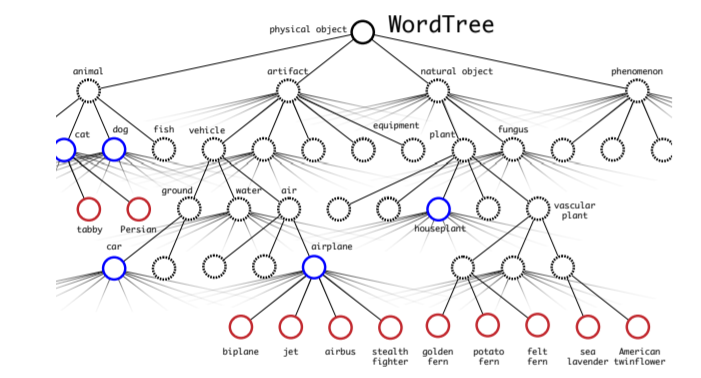 WordTree
physical object
animal
artifact
natural object
phenomenon
cat
dog
fish
vehicle
equipment
plant
fungus
tabby
Persian
ground
water
air
houseplant
vascular
plant
car
airplane
biplane
jet
airbus
stealth
fighter
golden
fern
potato
fern
felt
fern
sea
lavender
American
twinflower